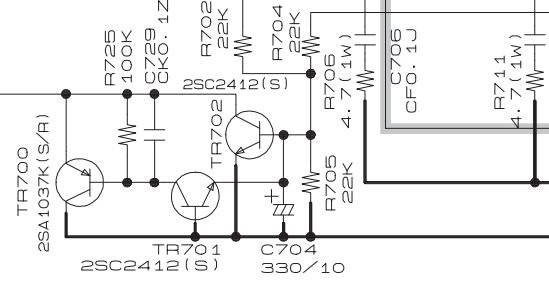 R725
100K
C729
CK0.1Z
R702
22K
R704
22K
R706
4.7(1W)
C706
CF0.1J
R711
4.7(1W)
2SC2412(S)
TR702
TR700
2SA1037K(S/R)
R705
22K
TR701
2SC2412(S)
C704
330/10